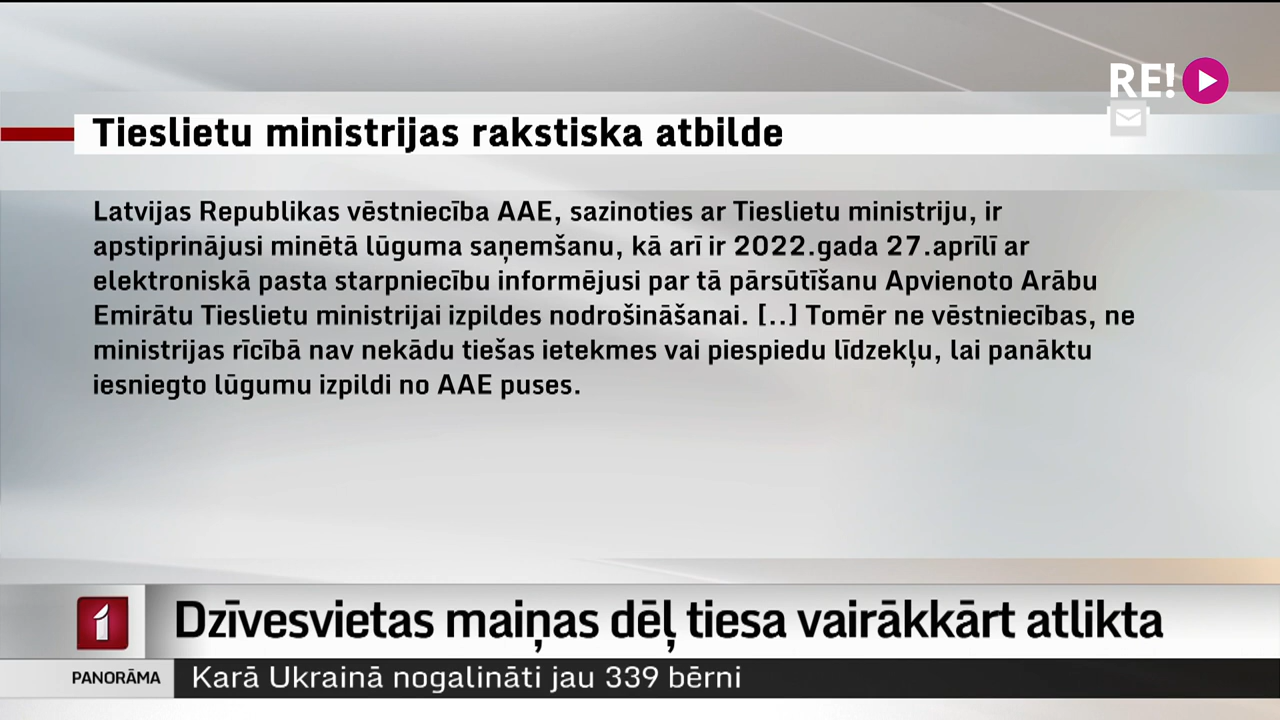 RE!
Tieslietu ministrijas rakstiska atbilde
Latvijas Republikas vēstniecība AAE, sazinoties ar Tieslietu ministriju, ir
apstiprinājusi minētā lūguma saņemšanu, kā arī ir 2022.gada 27.aprīlī ar
elektroniskā pasta starpniecību informējusi par tā pārsūtīšanu Apvienoto Arābu
Emirātu Tieslietu ministrijai izpildes nodrošināšanai. [..] Tomēr ne vēstniecības, ne
ministrijas rīcībā nav nekādu tiešas ietekmes vai piespiedu līdzekļu, lai panāktu
iesniegto lūgumu izpildi no AAE puses.
1 Dzīvesvietas maiņas dēļ tiesa vairākkārt atlikta
PANORĀMA Karā Ukrainā nogalināti jau 339 bērni